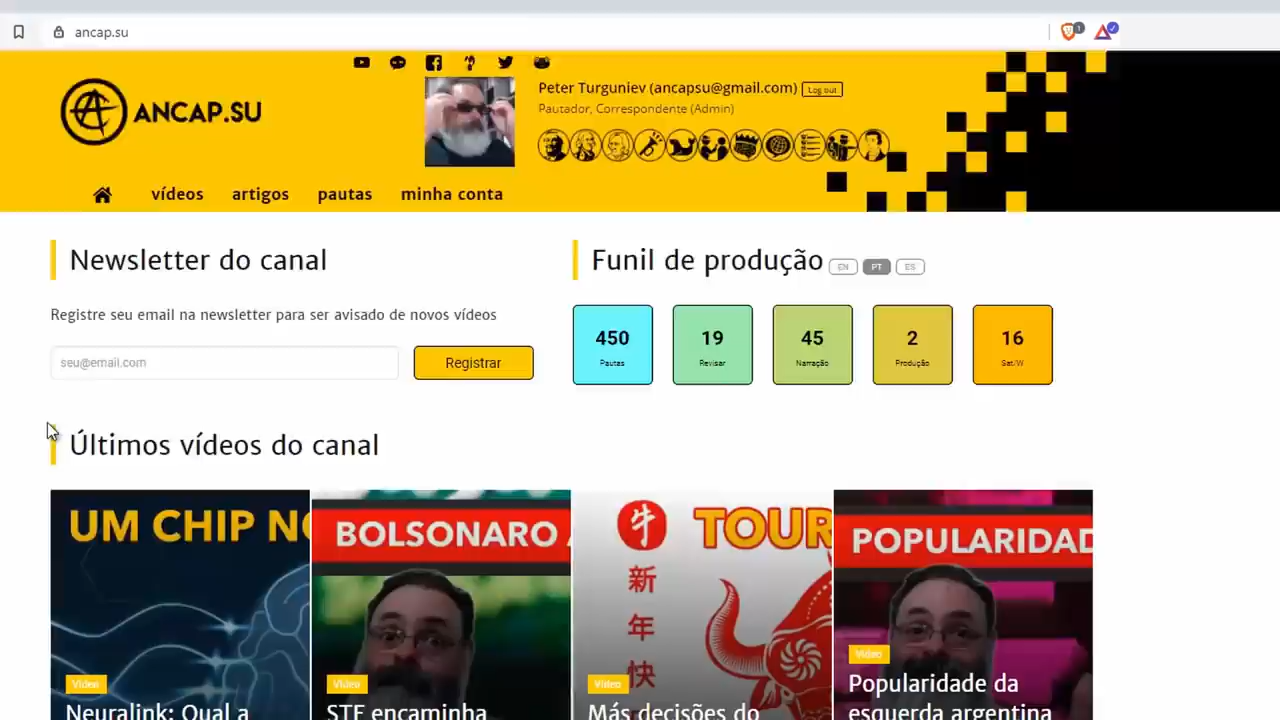 ancap.su
ANCAP.SU
Peter Turguniev (ancapsu@gmail.com) Log out
Pautador, Correspondente (Admin)
vídeos artigos pautas minha conta
Newsletter do canal
Registre seu email na newsletter para ser avisado de novos vídeos
seu@email.com Registrar
Funil de produção EN PT ES
450 19 45 2 16
Pautas Revisar Narração Produção Sat/W
Últimos vídeos do canal
UM CHIP NO
Vídeo
Neuralink: Qual a
BOLSONARO
Vídeo
STF encaminha
牛
新
年
快
TOUR
Vídeo
Más decisões do
POPULARIDAD
Vídeo
Popularidade da
esquerda argentina